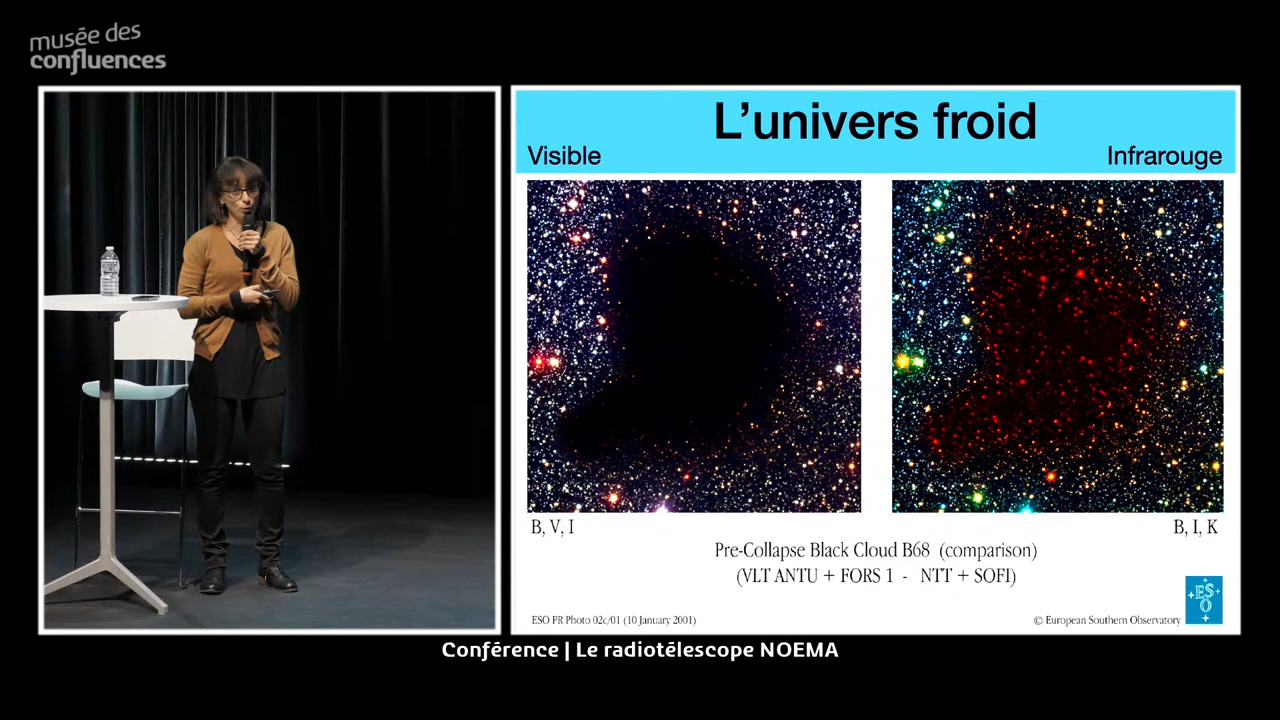 musée des
confluences
L'univers froid
Visible
Infrarouge
B, V, I
B, I, K
Pre-Collapse Black Cloud B68 (comparison)
(VLT ANTU + FORS 1 - NTT + SOFI)
ESO PR Photo 02c/01 (10 January 2001)
© European Southern Observatory
ES
O
Conférence | Le radiotélescope NOEMA